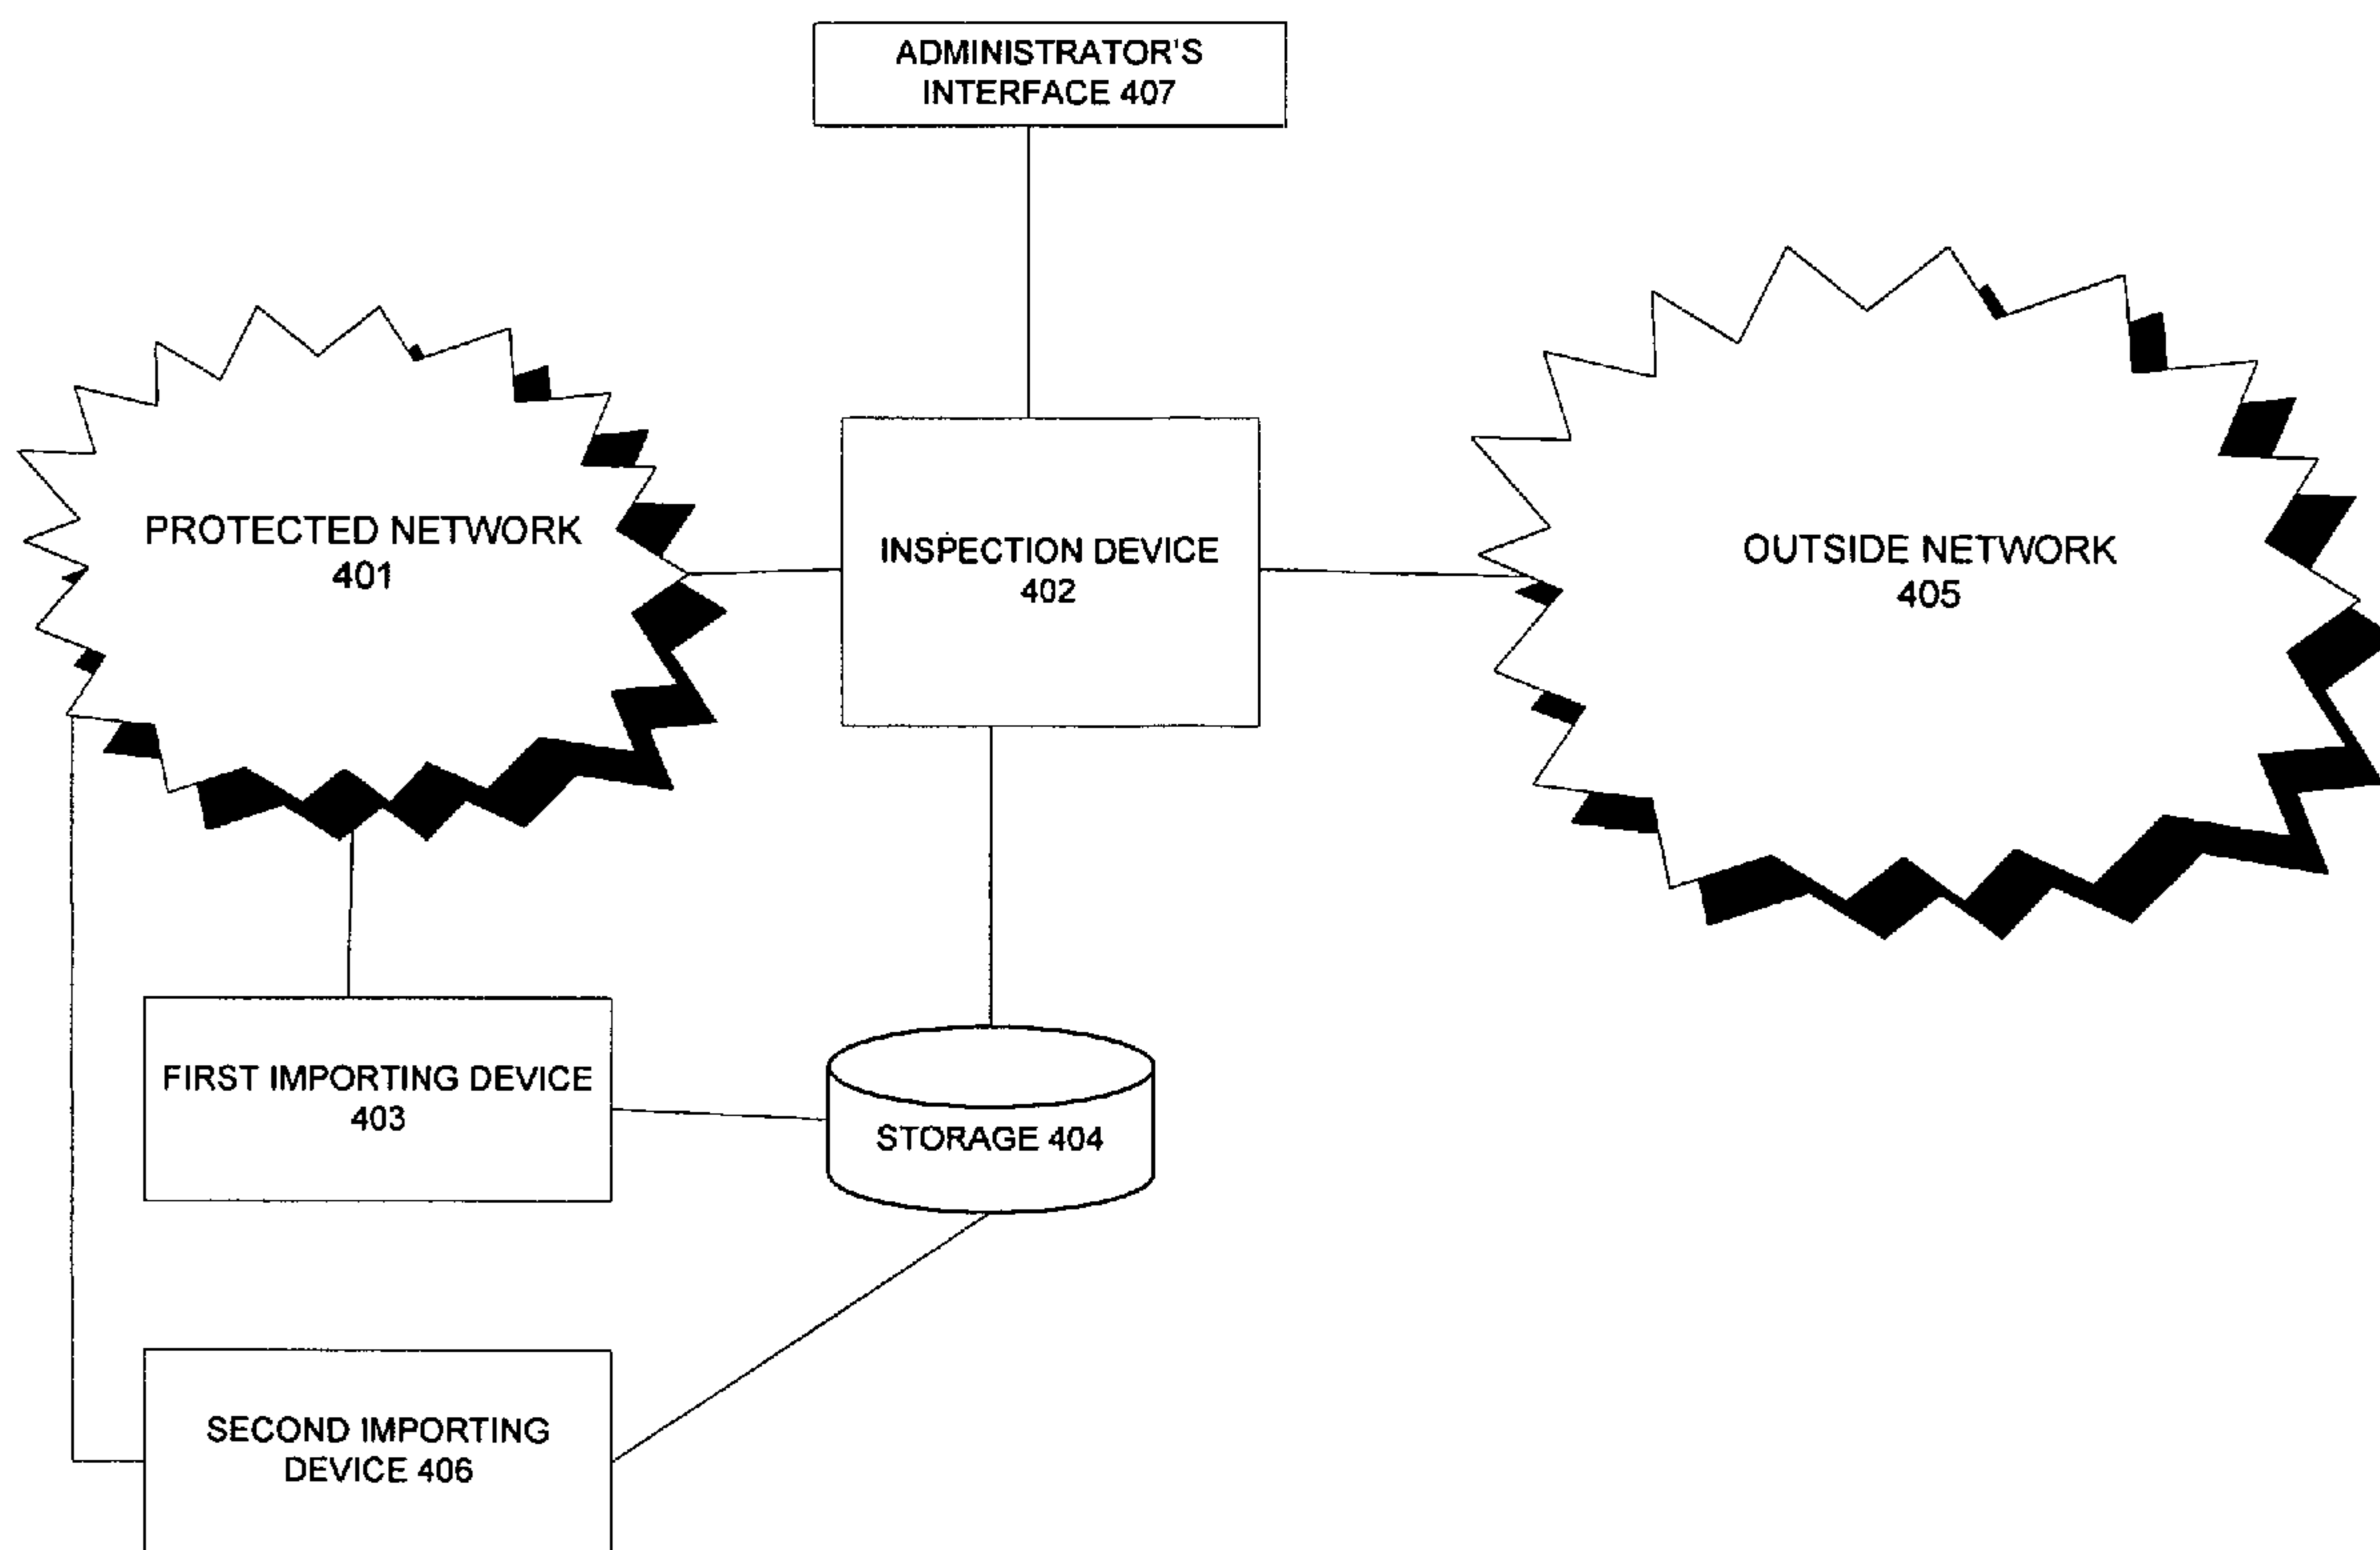 ADMINISTRATOR'S
INTERFACE 407
PROTECTED NETWORK
401
INSPECTION DEVICE
402
OUTSIDE NETWORK
405
FIRST IMPORTING DEVICE
403
STORAGE 404
SECOND IMPORTING
DEVICE 406